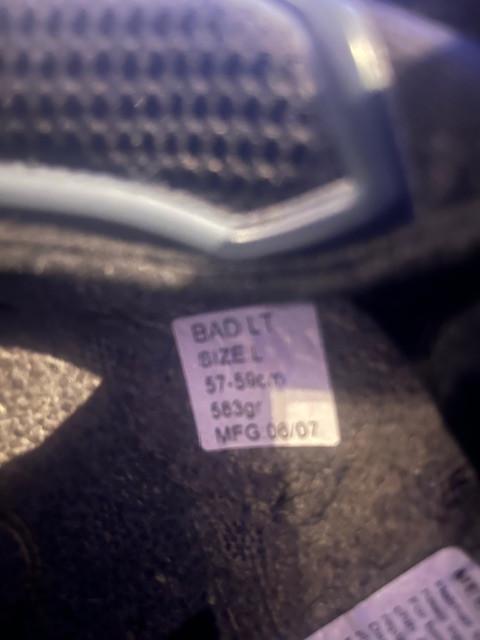 BAD LT
SIZE L
57-59cm
583gr
MFG.06/07